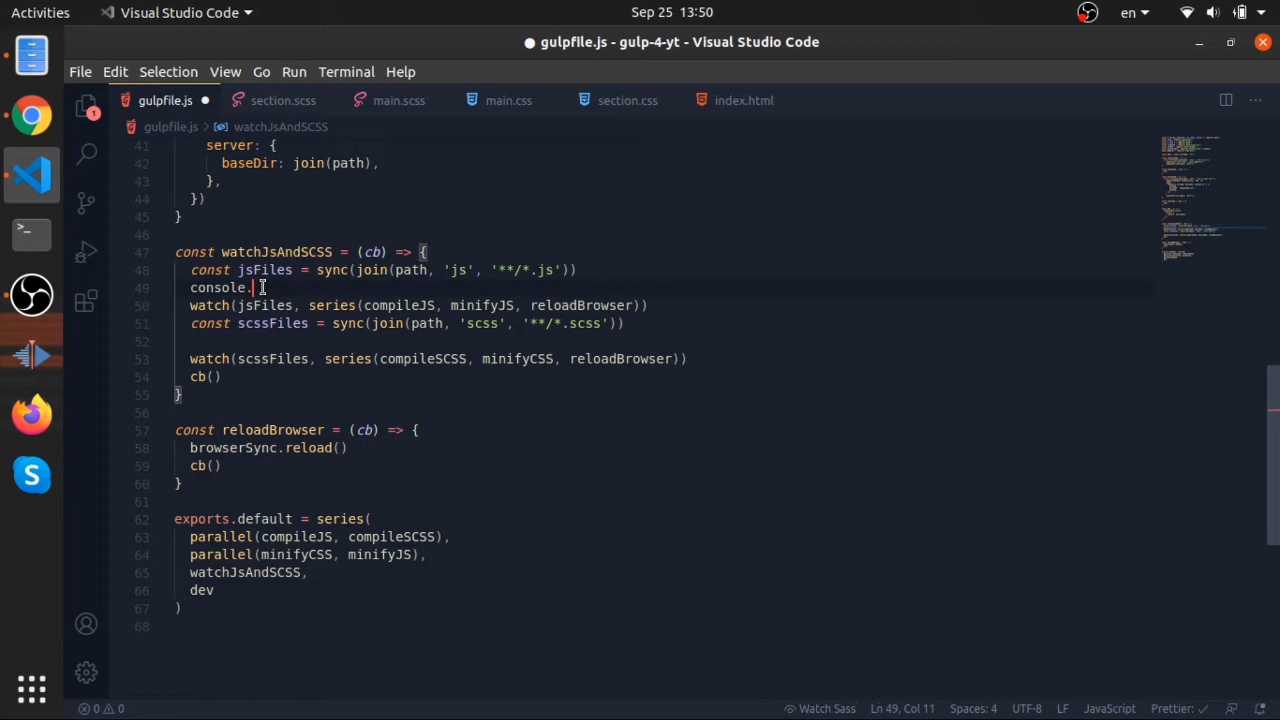 Activities
Visual Studio Code
Sep 25 13:50
en
gulpfile.js - gulp-4-yt - Visual Studio Code
File Edit Selection View Go Run Terminal Help
gulpfile.js
section.scss
main.scss
main.css
section.css
index.html
gulpfile.js > watchJsAndSCSS
1
41 server: {
42 baseDir: join(path),
43 },
44 })
45 }
46
47 const watchJsAndSCSS = (cb) => {
48 const jsFiles = sync(join(path, 'js', '**/*.js'))
49 console.
50 watch(jsFiles, series(compileJS, minifyJS, reloadBrowser))
51 const scssFiles = sync(join(path, 'scss', '**/*.scss'))
52
53 watch(scssFiles, series(compileSCSS, minifyCSS, reloadBrowser))
54 cb()
55 }
56
57 const reloadBrowser = (cb) => {
58 browserSync.reload()
59 cb()
60 }
61
62 exports.default = series(
63 parallel(compileJS, compileSCSS),
64 parallel(minifyCSS, minifyJS),
65 watchJsAndSCSS,
66 dev
67 )
68
0 0
Watch Sass
Ln 49, Col 11
Spaces: 4
UTF-8
LF
JavaScript
Prettier: ✓